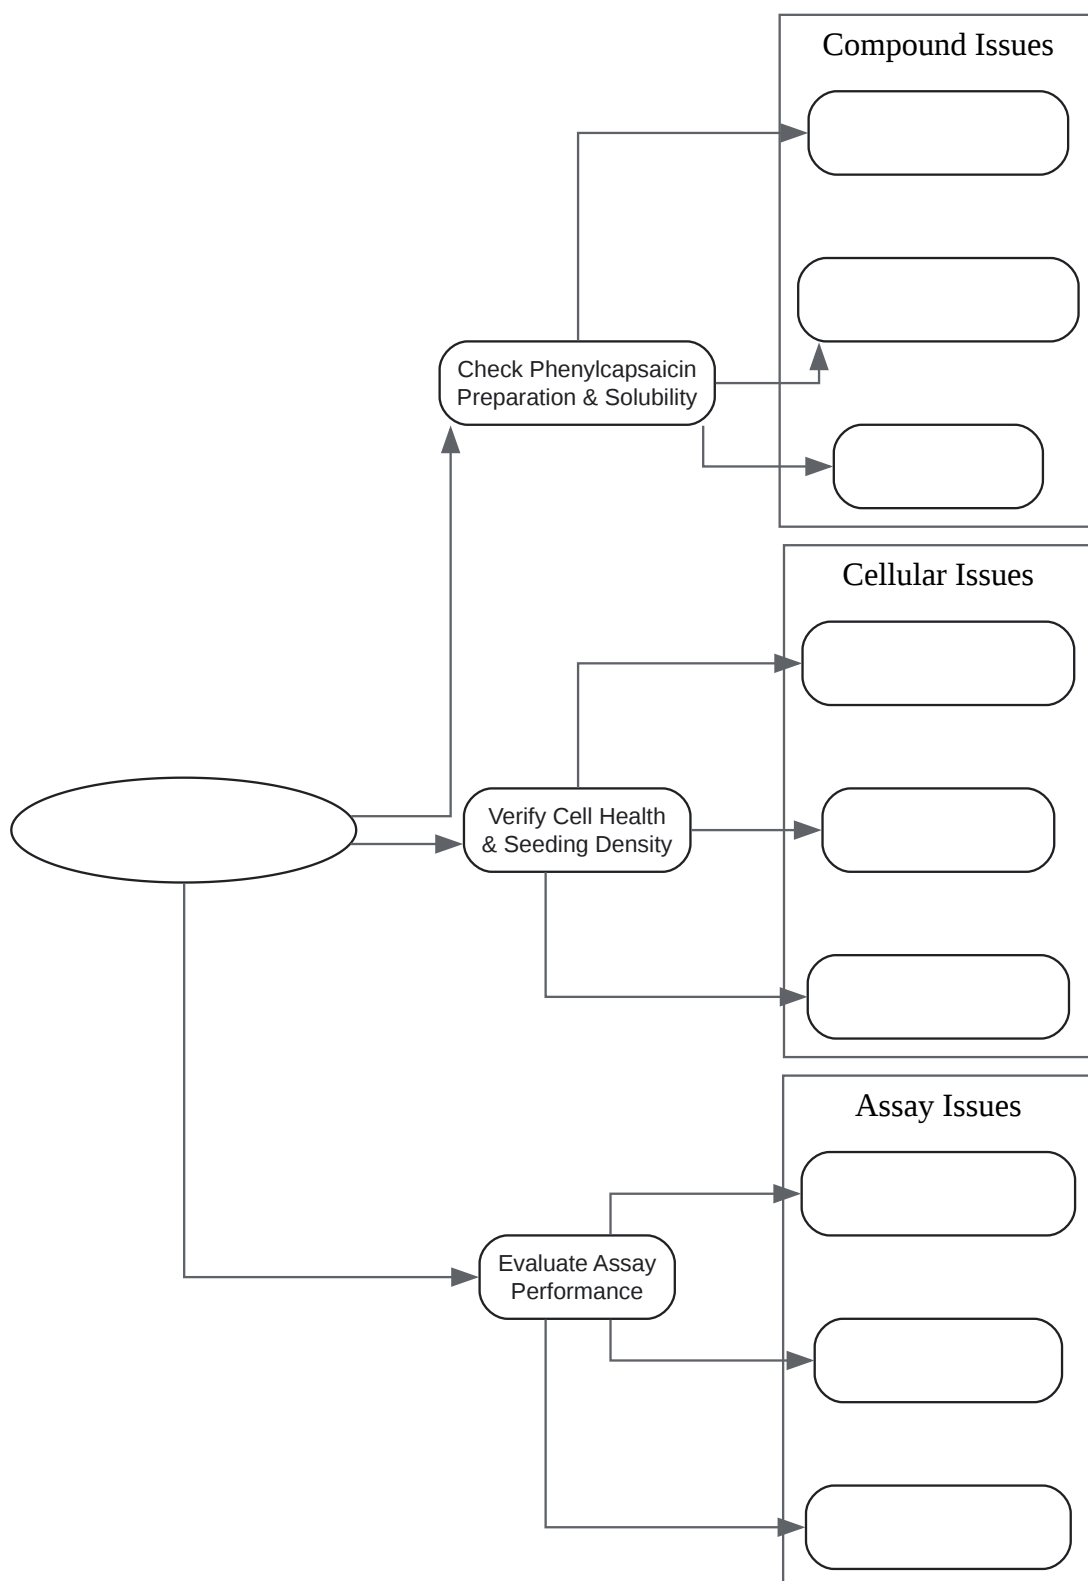 Compound Issues
Check Phenylcapsaicin
Preparation & Solubility
Cellular Issues
Verify Cell Health
& Seeding Density
Assay Issues
Evaluate Assay
Performance